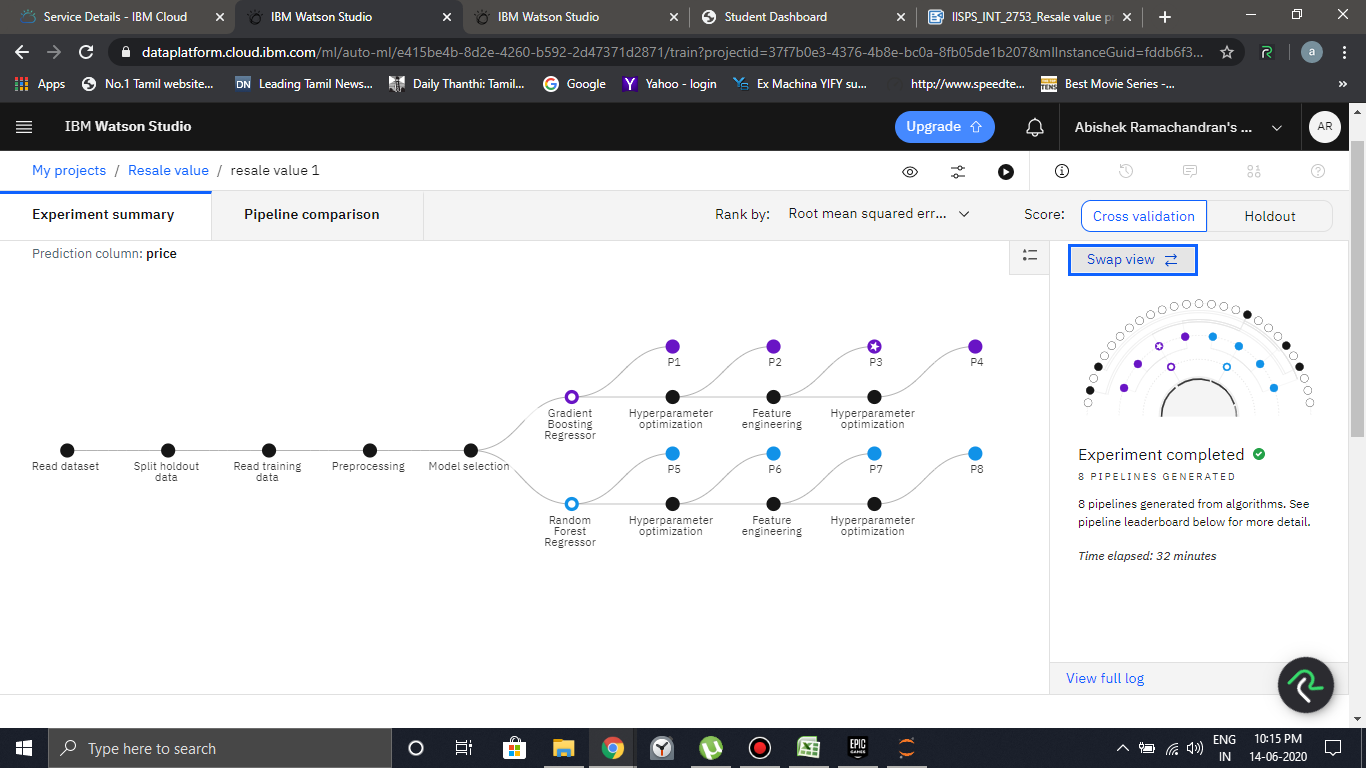 Service Details - IBM Cloud
IBM Watson Studio
IBM Watson Studio
Student Dashboard
IISPS_INT_2753_Resale value p
dataplatform.cloud.ibm.com/ml/auto-ml/e415be4b-8d2e-4260-b592-2d47371d2871/train?projectid=37f7b0e3-4376-4b8e-bc0a-8fb05de1b207&mlInstanceGuid=fddb6f3...
a
Apps
No.1 Tamil website...
DN
Leading Tamil News...
Daily Thanthi: Tamil...
Google
Yahoo - login
Ex Machina YIFY su...
http://www.speedte...
Best Movie Series -...
IBM Watson Studio
Upgrade
Abishek Ramachandran's ...
AR
My projects / Resale value / resale value 1
Experiment summary
Pipeline comparison
Rank by: Root mean squared err...
Score: Cross validation Holdout
Prediction column: price
Swap view
P1
P2
P3
P4
Gradient
Boosting
Regressor
Hyperparameter
optimization
Feature
engineering
Hyperparameter
optimization
Read dataset
Split holdout
data
Read training
data
Preprocessing
Model selection
P5
P6
P7
P8
Random
Forest
Regressor
Hyperparameter
optimization
Feature
engineering
Hyperparameter
optimization
Experiment completed
8 PIPELINES GENERATED
8 pipelines generated from algorithms. See
pipeline leaderboard below for more detail.
Time elapsed: 32 minutes
View full log
Type here to search
EPIC
GAMES
ENG
IN
10:15 PM
14-06-2020